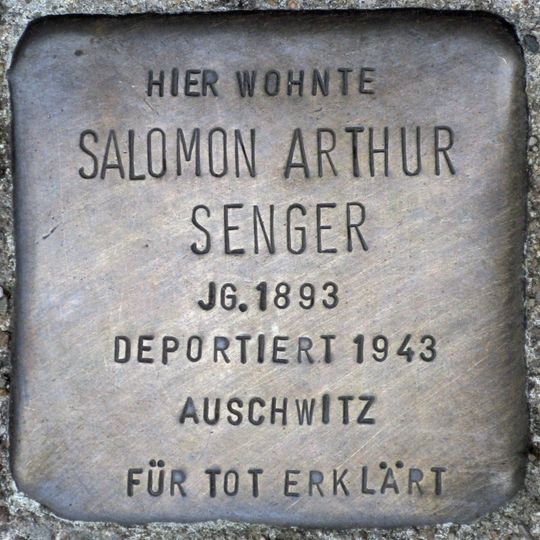 HIER WOHNTE
SALOMON ARTHUR
SENGER
JG. 1893
DEPORTIERT 1943
AUSCHWITZ
FÜR TOT ERKLÄRT